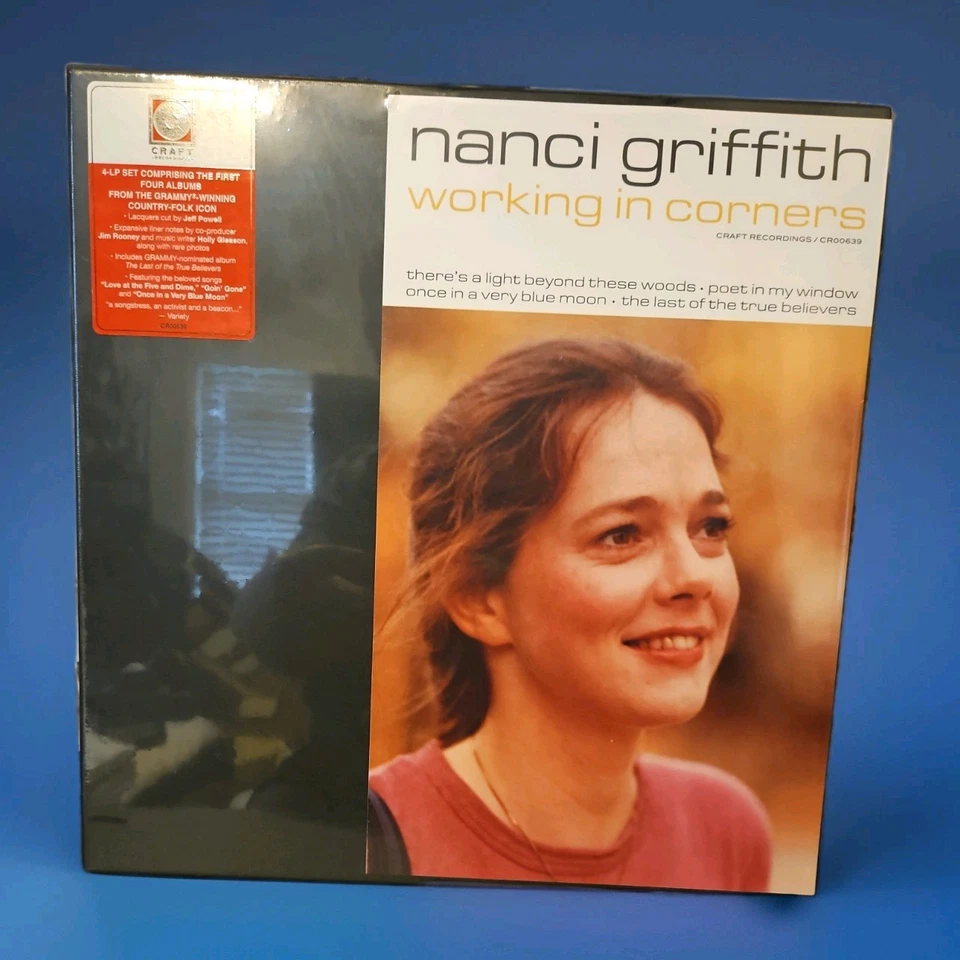 CRAFT
RECORDINGS
4-LP SET COMPRISING THE FIRST
FOUR ALBUMS
FROM THE GRAMMY®-WINNING
COUNTRY-FOLK ICON
• Lacquers cut by Jeff Powell
• Expansive liner notes by co-producer
Jim Rooney and music writer Holly Gleason,
along with rare photos
• Includes GRAMMY-nominated album
The Last of the True Believers
• Featuring the beloved songs
"Love at the Five and Dime," "Goin' Gone"
and "Once in a Very Blue Moon"
"a songstress, an activist and a beacon..."
— Variety
CR00639
nanci griffith
working in corners
CRAFT RECORDINGS / CR00639
there's a light beyond these woods • poet in my window
once in a very blue moon • the last of the true believers